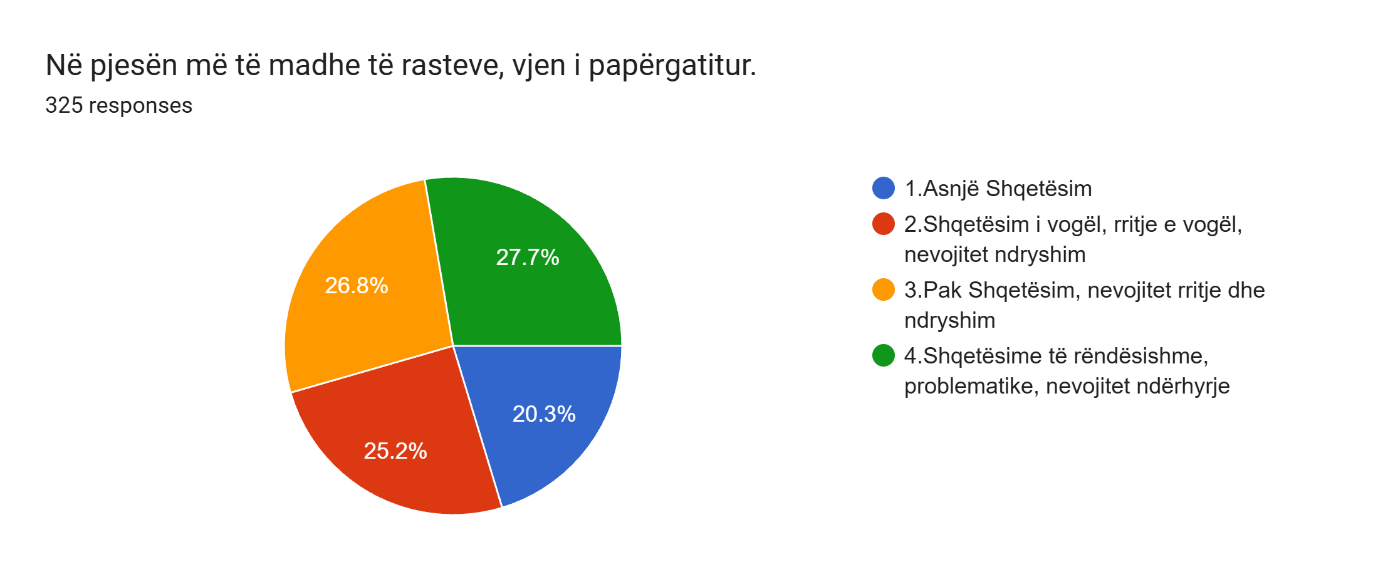 Në pjesën më të madhe të rasteve, vjen i papërgatitur.
325 responses
27.7%
26.8%
20.3%
25.2%
1.Asnjë Shqetësim
2.Shqetësim i vogël, rritje e vogël,
nevojitet ndryshim
3.Pak Shqetësim, nevojitet rritje dhe
ndryshim
4.Shqetësime të rëndësishme,
problematike, nevojitet ndërhyrje